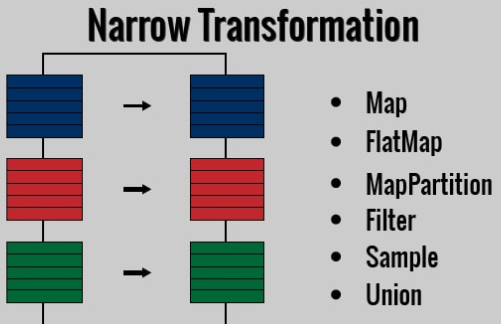 Narrow Transformation
• Map
• FlatMap
• MapPartition
• Filter
• Sample
• Union